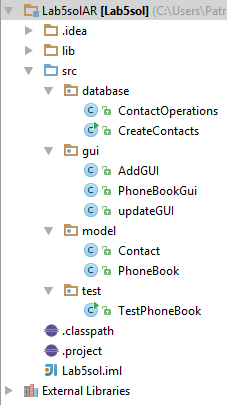 Lab5solAR [Lab5sol] (C:\Users\Patr
.idea
lib
src
database
ContactOperations
CreateContacts
gui
AddGUI
PhoneBookGui
updateGUI
model
Contact
PhoneBook
test
TestPhoneBook
.classpath
.project
Lab5sol.iml
External Libraries